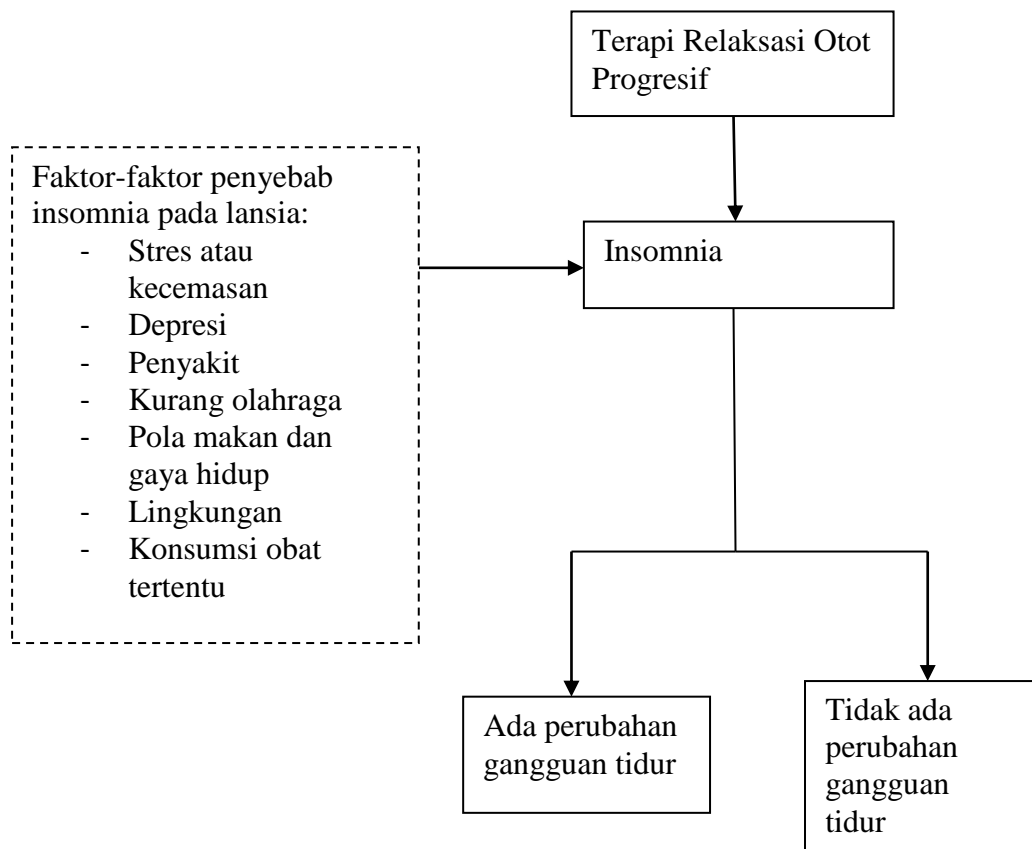 Terapi Relaksasi Otot
Progresif
Faktor-faktor penyebab
insomnia pada lansia:
- Stres atau
kecemasan
- Depresi
- Penyakit
- Kurang olahraga
- Pola makan dan
gaya hidup
- Lingkungan
- Konsumsi obat
tertentu
Insomnia
Ada perubahan
gangguan tidur
Tidak ada
perubahan
gangguan
tidur